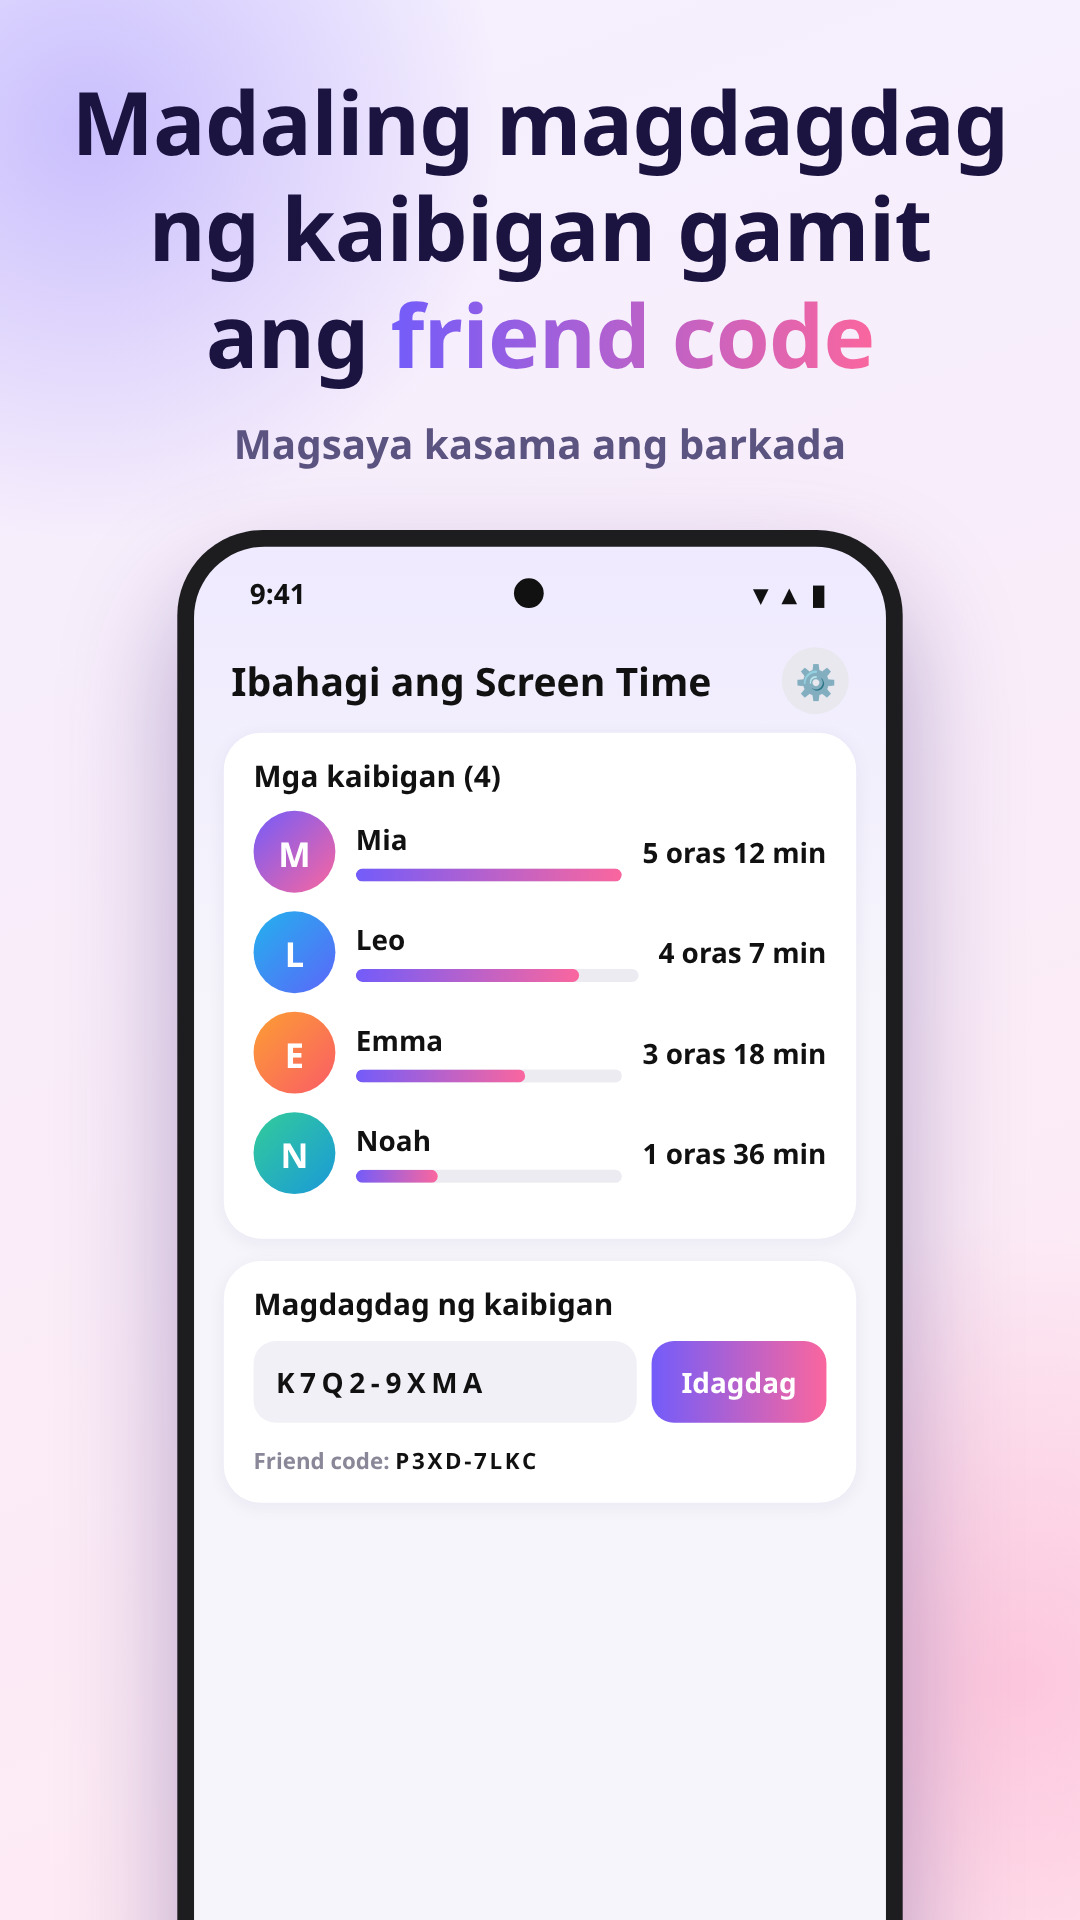 Madaling magdagdag
ng kaibigan gamit
ang friend code
Magsaya kasama ang barkada
9:41
Ibahagi ang Screen Time
Mga kaibigan (4)
M
Mia
5 oras 12 min
L
Leo
4 oras 7 min
E
Emma
3 oras 18 min
N
Noah
1 oras 36 min
Magdagdag ng kaibigan
K7Q2-9XMA
Idagdag
Friend code: P3XD-7LKC